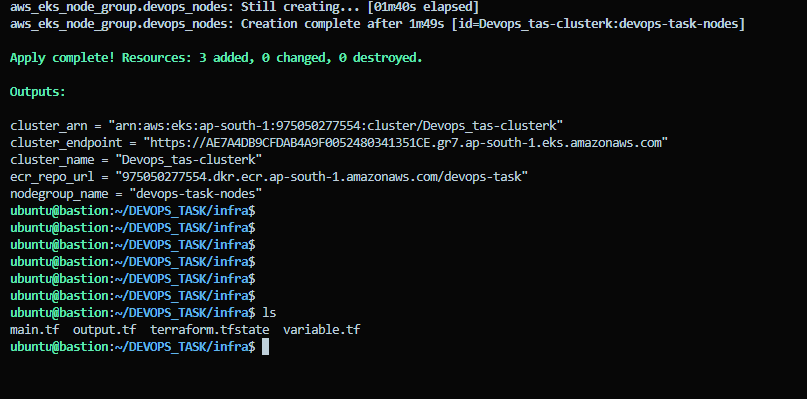 aws_eks_node_group.devops_nodes: Still creating... [01m40s elapsed]
aws_eks_node_group.devops_nodes: Creation complete after 1m49s [id=Devops_tas-clusterk:devops-task-nodes]
Apply complete! Resources: 3 added, 0 changed, 0 destroyed.
Outputs:
cluster_arn = "arn:aws:eks:ap-south-1:975050277554:cluster/Devops_tas-clusterk"
cluster_endpoint = "https://AE7A4DB9CFDAB4A9F0052480341351CE.gr7.ap-south-1.eks.amazonaws.com"
cluster_name = "Devops_tas-clusterk"
ecr_repo_url = "975050277554.dkr.ecr.ap-south-1.amazonaws.com/devops-task"
nodegroup_name = "devops-task-nodes"
ubuntu@bastion:~/DEVOPS_TASK/infra$
ubuntu@bastion:~/DEVOPS_TASK/infra$
ubuntu@bastion:~/DEVOPS_TASK/infra$
ubuntu@bastion:~/DEVOPS_TASK/infra$
ubuntu@bastion:~/DEVOPS_TASK/infra$
ubuntu@bastion:~/DEVOPS_TASK/infra$
ubuntu@bastion:~/DEVOPS_TASK/infra$ ls
main.tf  output.tf  terraform.tfstate  variable.tf
ubuntu@bastion:~/DEVOPS_TASK/infra$